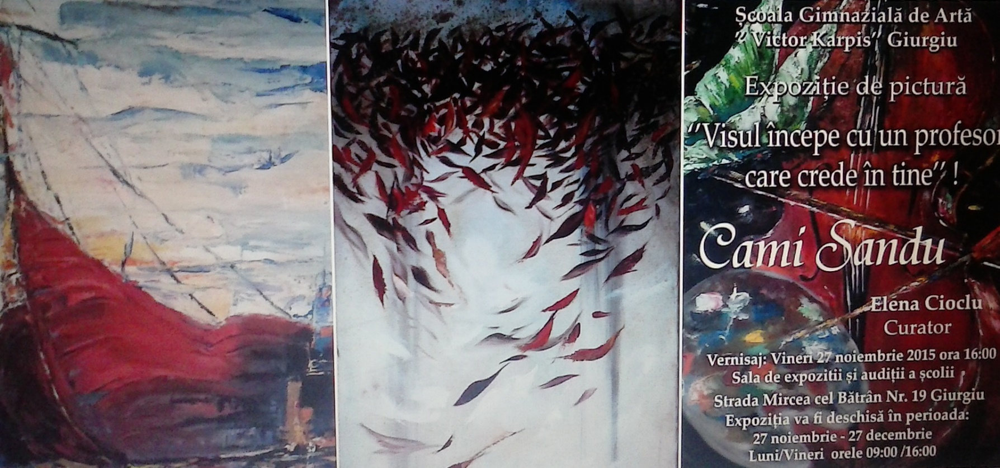 Școala Gimnazială de Artă
" Victor Karpis" Giurgiu
Expoziție de pictură
"Visul începe cu un profesor
care crede în tine" !
Cami Sandu
Elena Cioclu
Curator
Vernisaj: Vineri 27 noiembrie 2015 ora 16:00
Sala de expozitii și audiții a școlii
Strada Mircea cel Bătrân Nr. 19 Giurgiu
Expoziția va fi deschisă în perioada:
27 noiembrie - 27 decembrie
Luni/Vineri orele 09:00 /16:00